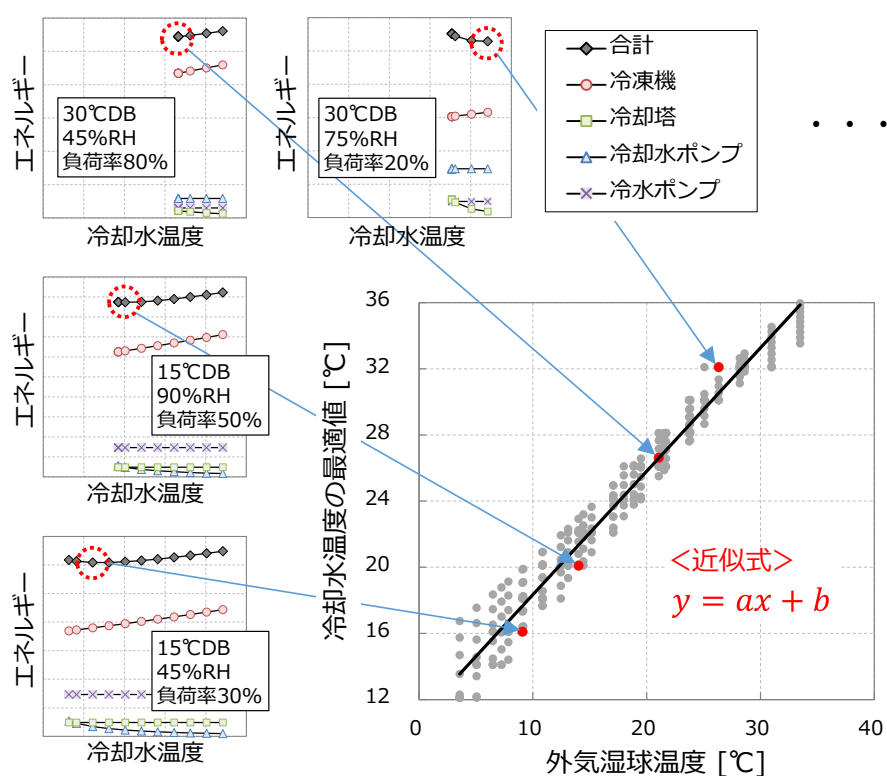 エネルギー
30℃DB
45%RH
負荷率80%
冷却水温度
エネルギー
30℃DB
75%RH
負荷率20%
冷却水温度
合計
冷凍機
冷却塔
冷却水ポンプ
冷水ポンプ
・・・
エネルギー
15℃DB
90%RH
負荷率50%
冷却水温度
エネルギー
15℃DB
45%RH
負荷率30%
冷却水温度
冷却水温度の最適値 [℃]
36
32
28
24
20
16
12
<近似式>
y = ax + b
0 10 20 30 40
外気湿球温度 [℃]